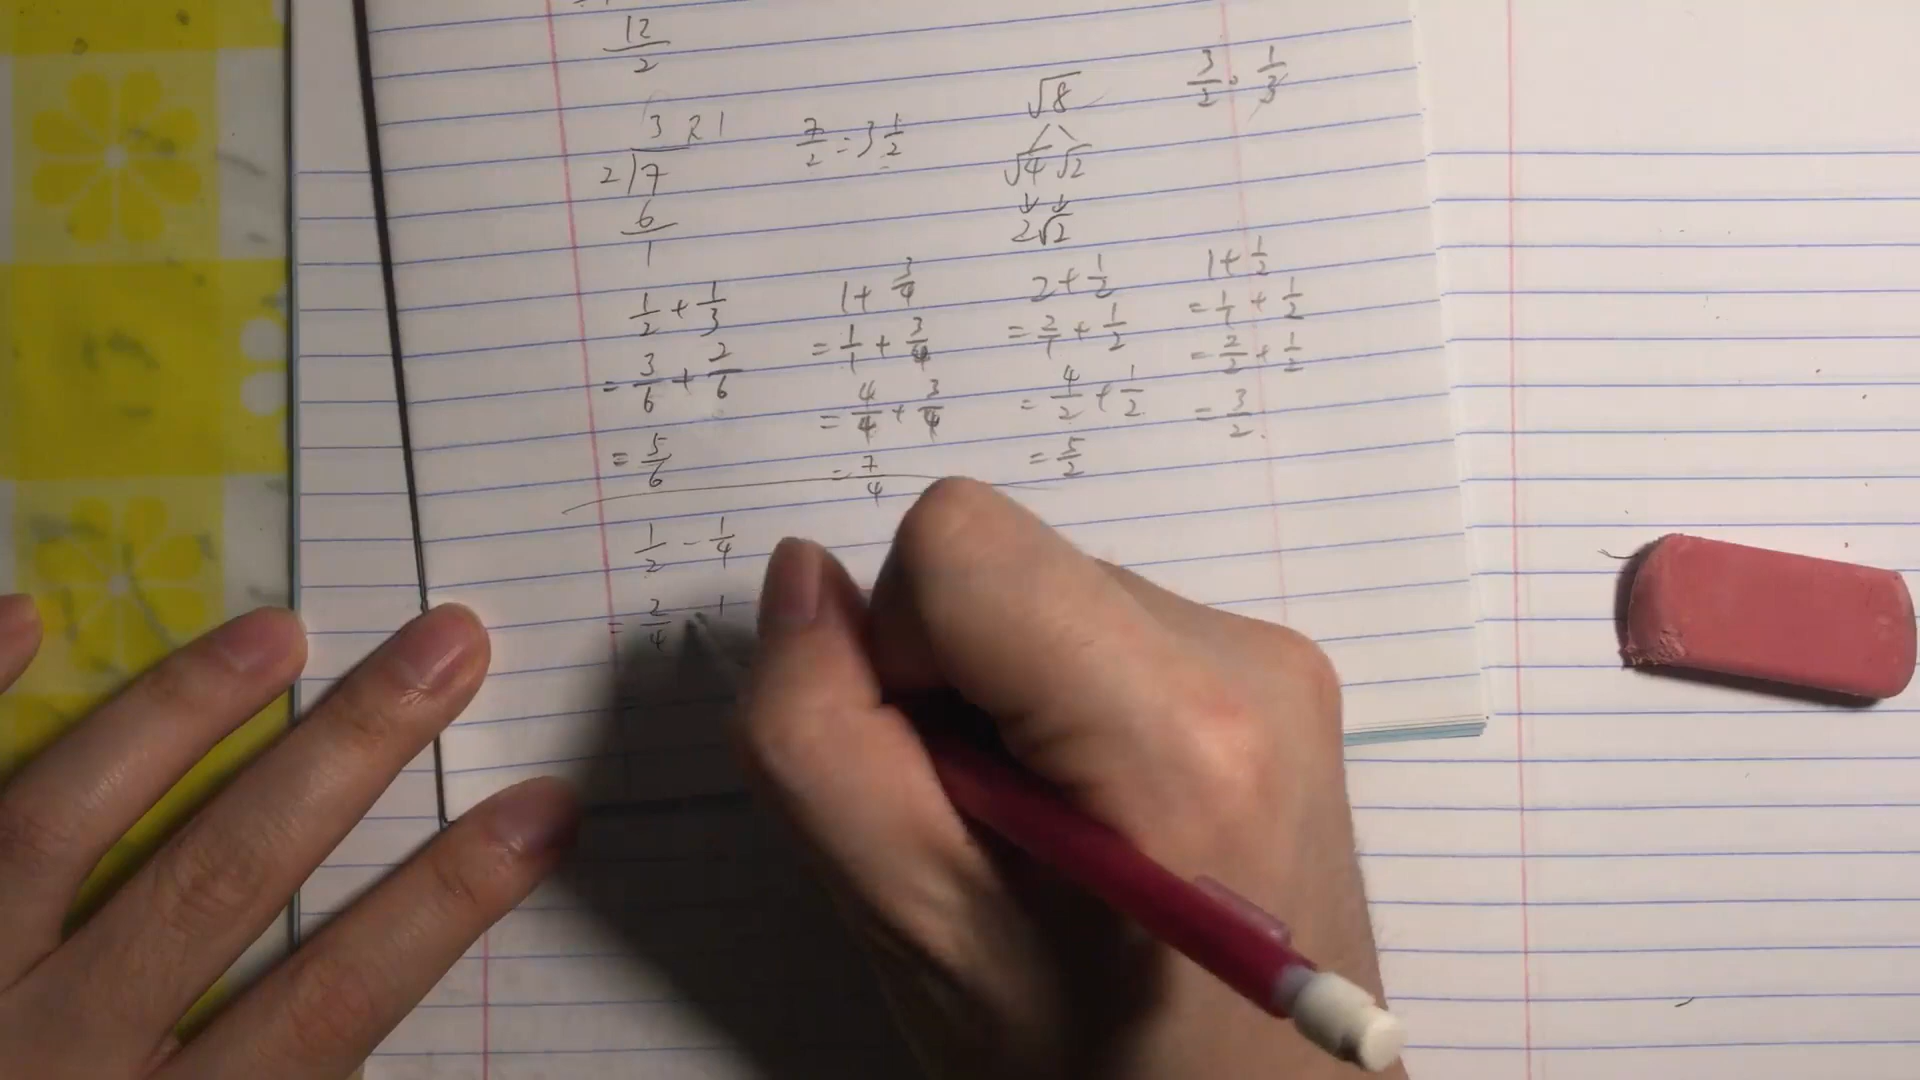 12/2
3 R 1
2)7
6
1
7/2 = 3 1/2
√8
√4 √2
2√2
3/2 · 1/3
1/2 + 1/3
= 3/6 + 2/6
= 5/6
1 + 3/4
= 1/1 + 3/4
= 4/4 + 3/4
= 7/4
2 + 1/2
= 2/1 + 1/2
= 4/2 + 1/2
= 5/2
1 + 1/2
= 1/1 + 1/2
= 2/2 + 1/2
= 3/2
1/2 - 1/4
= 2/4 - 1